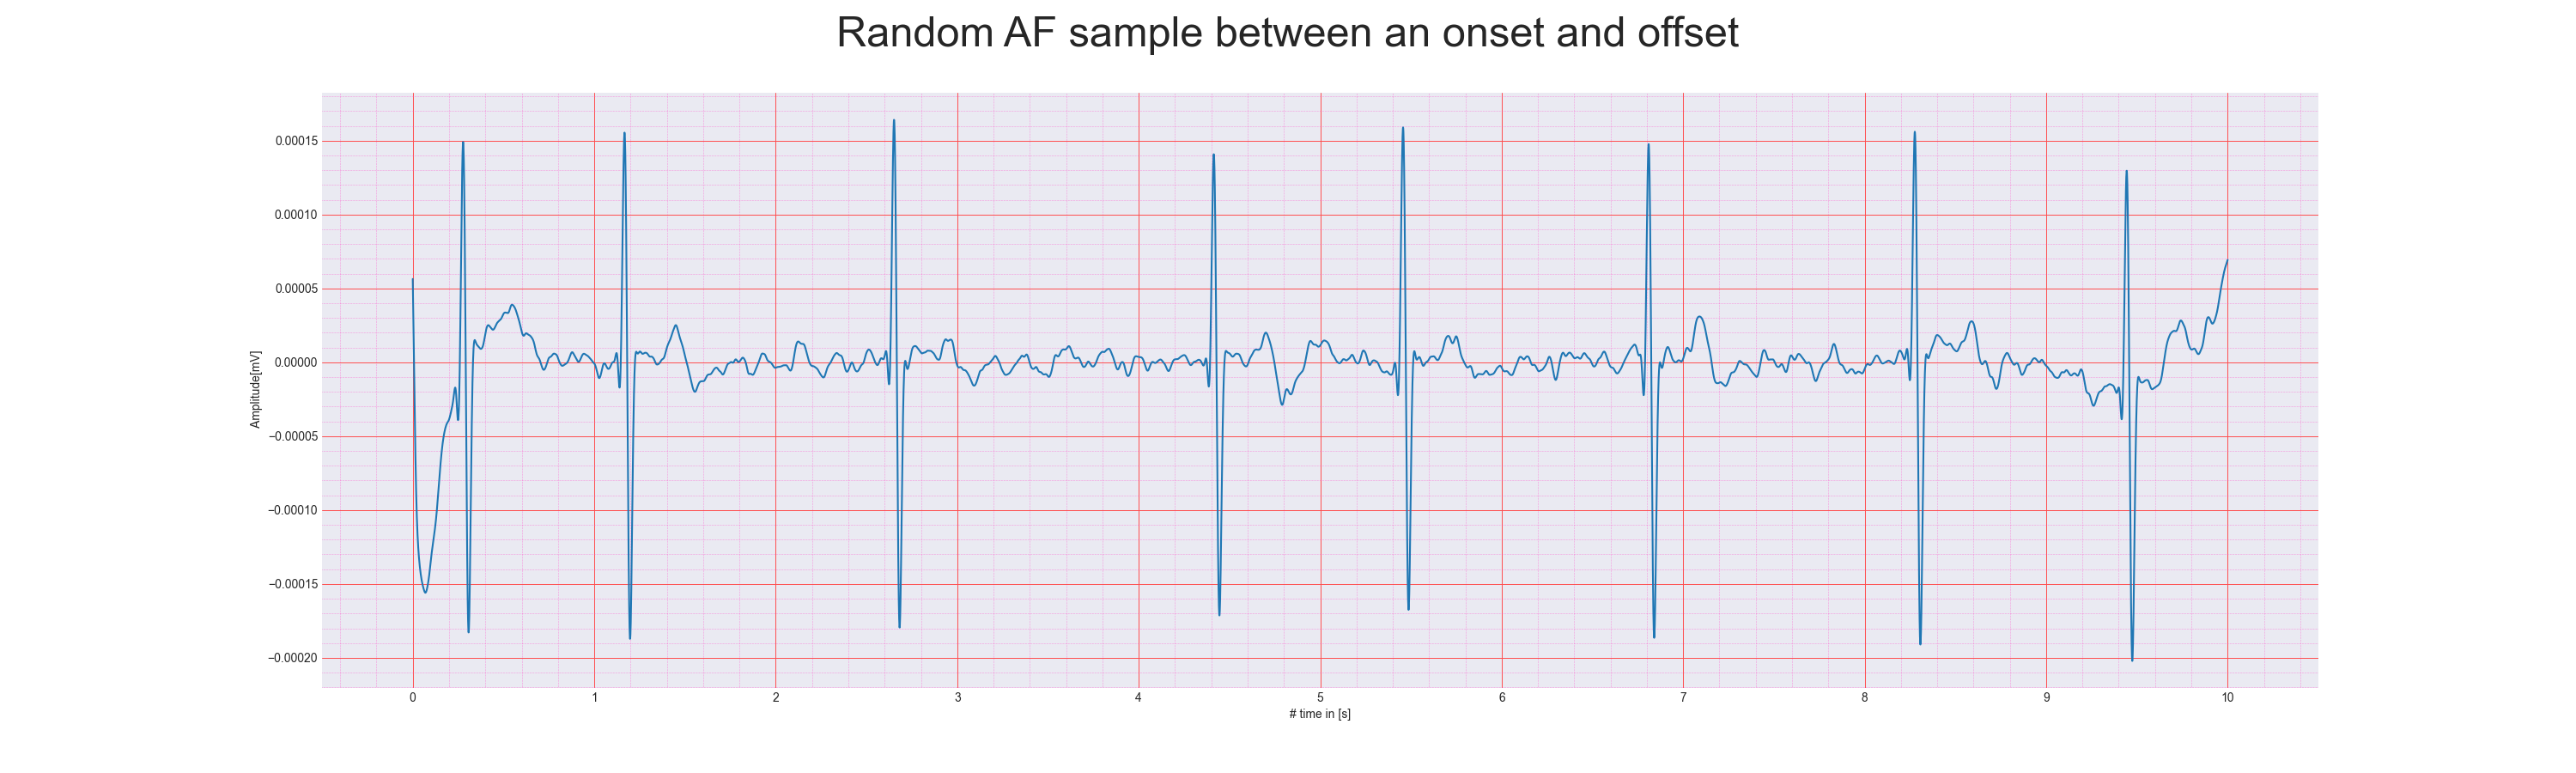 Random AF sample between an onset and offset
0.00015
0.00010
0.00005
0.00000
−0.00005
−0.00010
−0.00015
−0.00020
Amplitude[mV]
0 1 2 3 4 5 6 7 8 9 10
# time in [s]